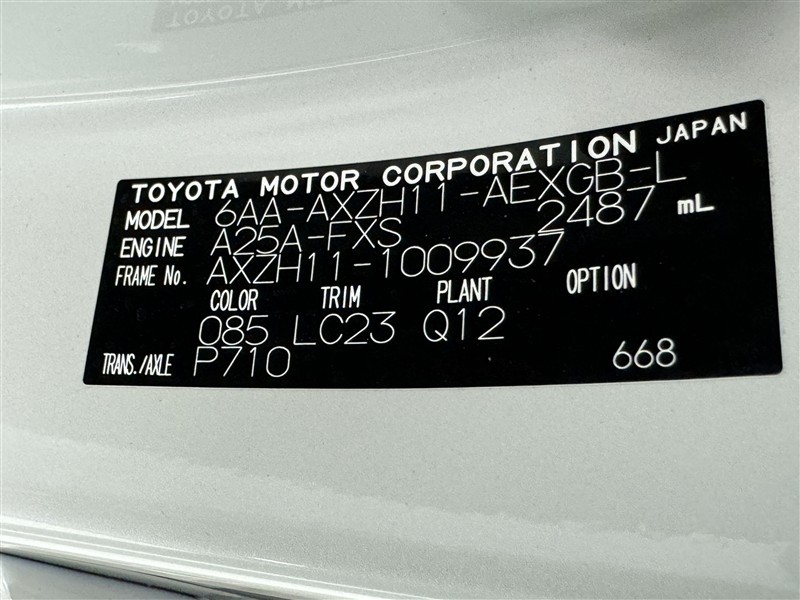 TOYOTA MOTOR CORPORATION JAPAN
MODEL 6AA-AXZH11-AEXGB-L
ENGINE A25A-FXS 2487 mL
FRAME No. AXZH11-1009937
COLOR TRIM PLANT OPTION
085 LC23 Q12
TRANS./AXLE P710 668